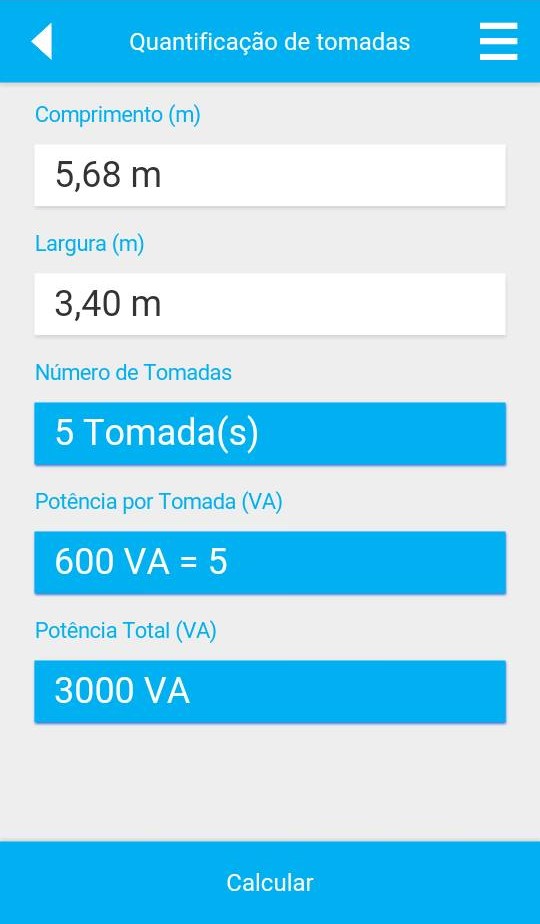 Quantificação de tomadas
Comprimento (m)
5,68 m
Largura (m)
3,40 m
Número de Tomadas
5 Tomada(s)
Potência por Tomada (VA)
600 VA = 5
Potência Total (VA)
3000 VA
Calcular